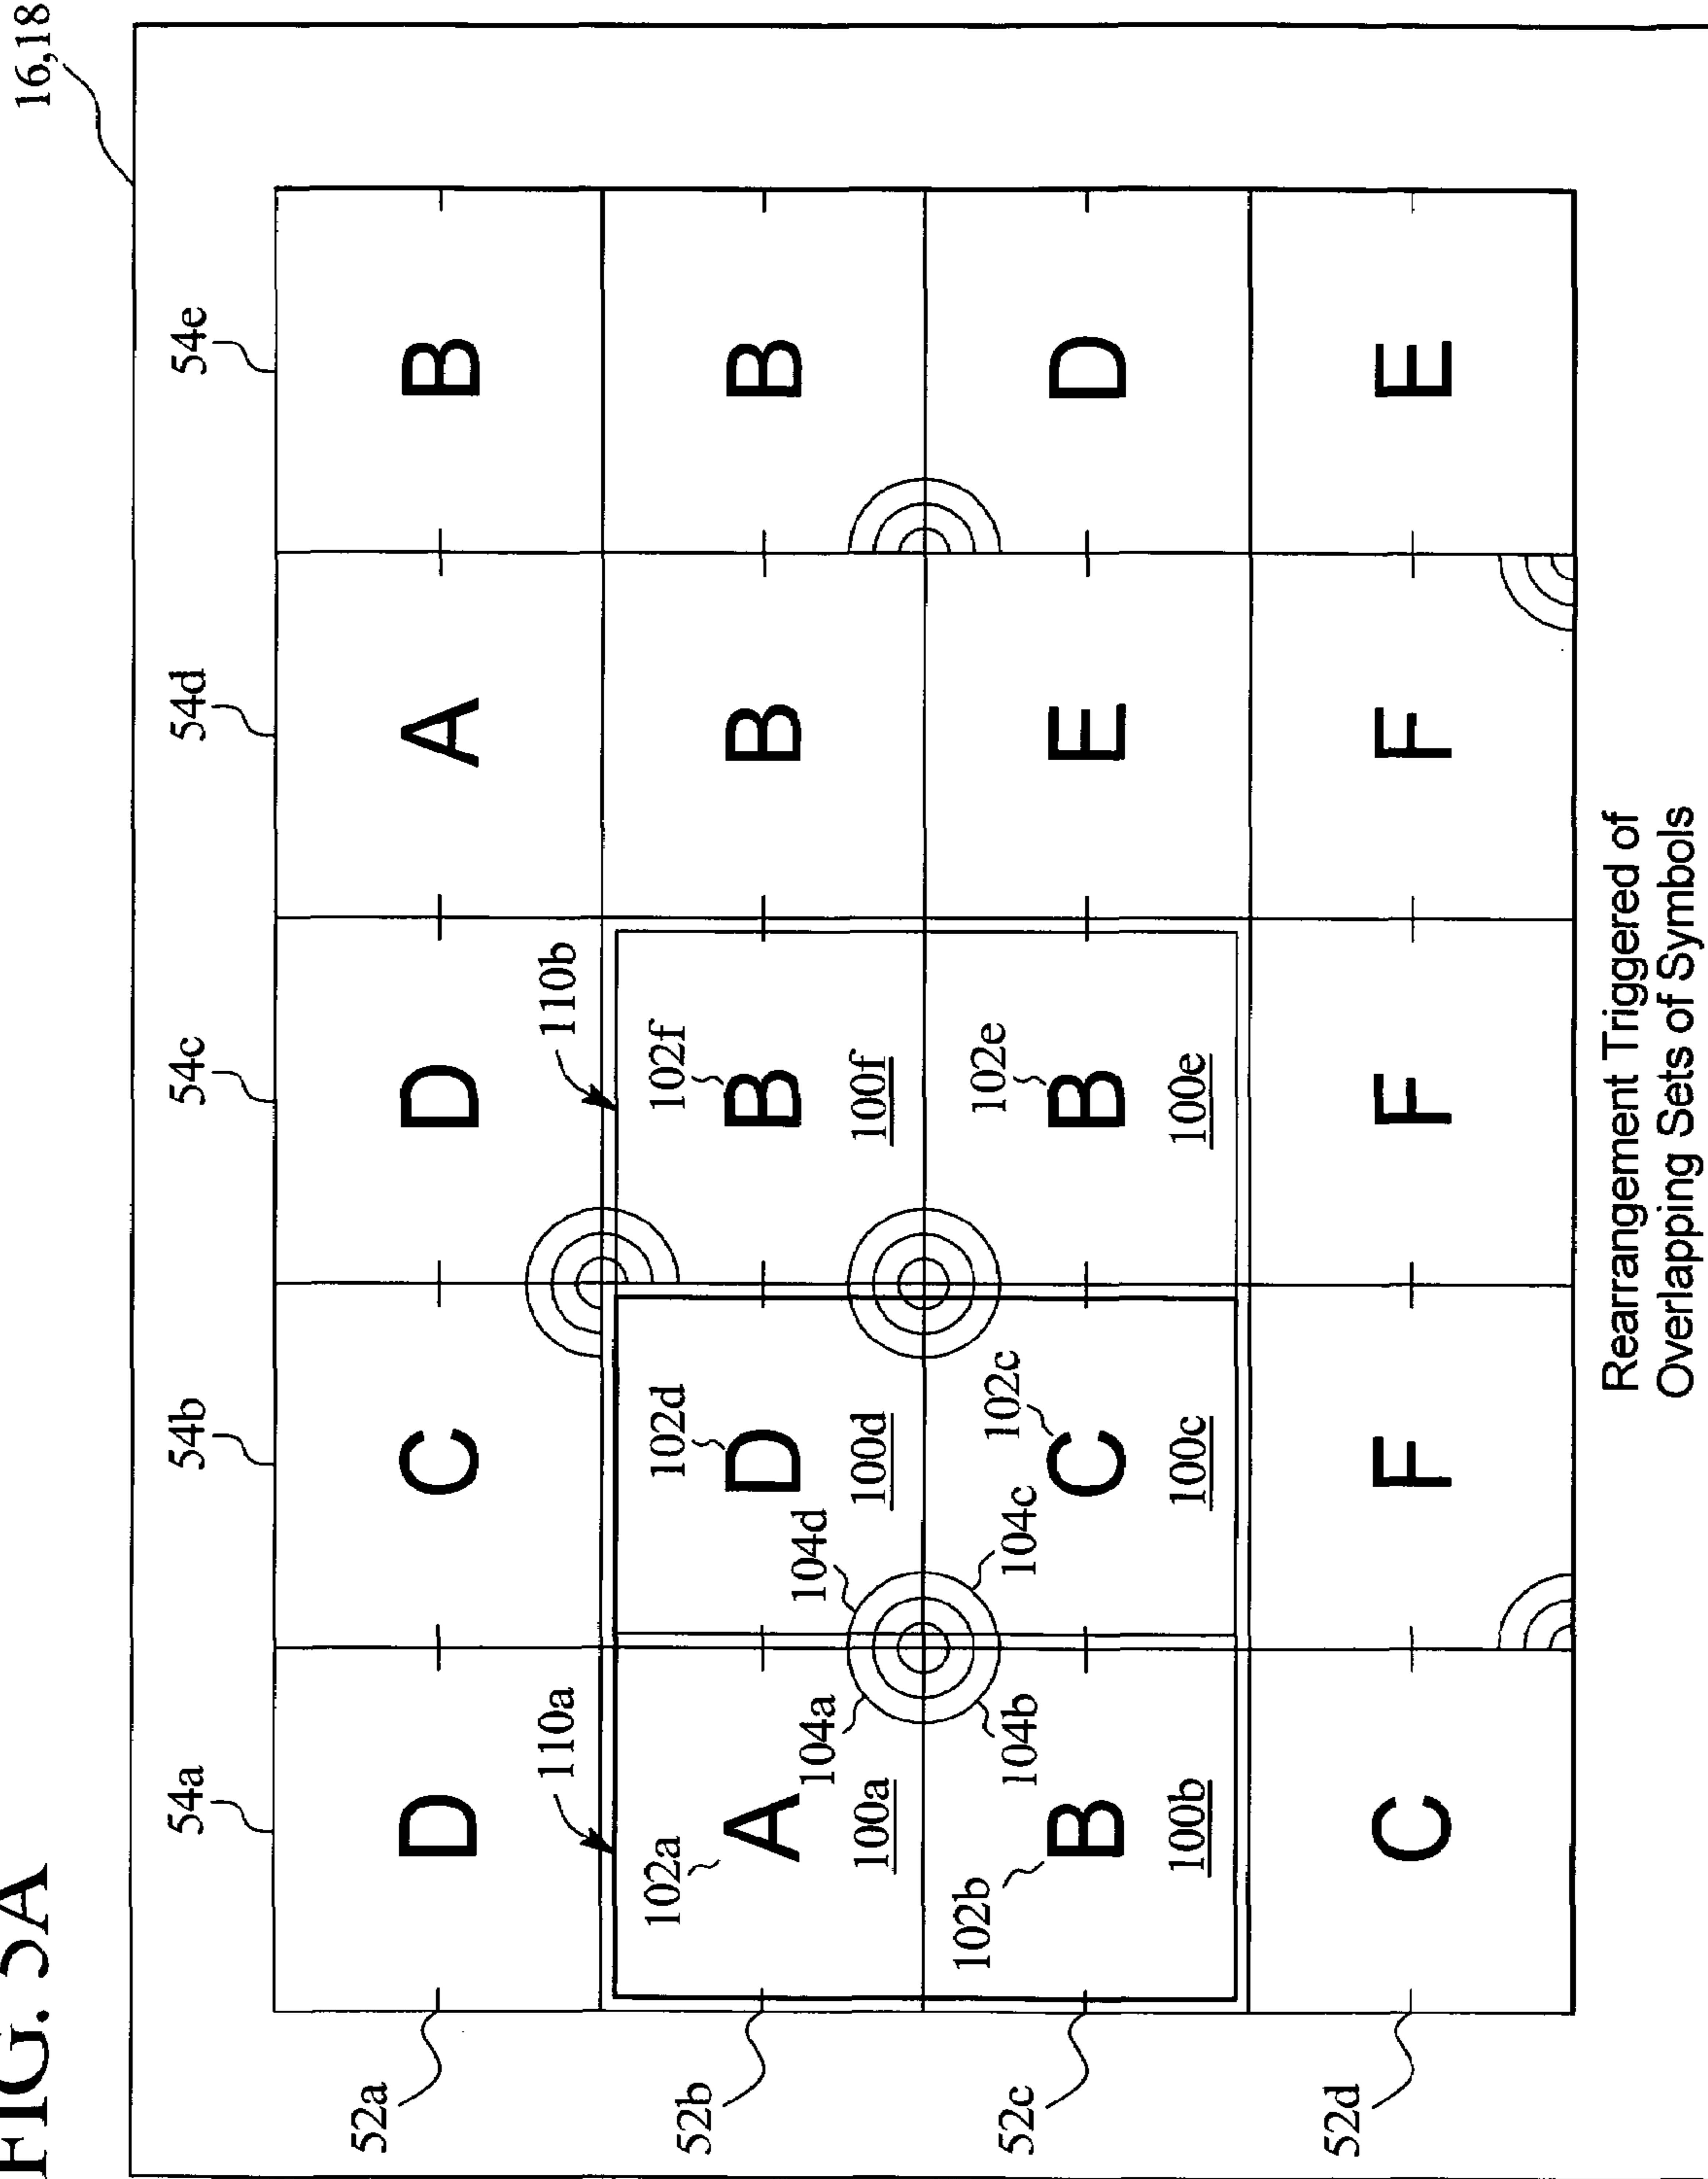 FIG. 5A
16,18
54a 54b 54c 54d 54e
52a D C D A B
110a 110b
102a 102d 102f
52b A D B B B
104a 104d
100a 100d 100f
102b 104b 104c 102c 102e
52c B C B E D
100b 100c 100e
52d C F F F E
Rearrangement Triggered of
Overlapping Sets of Symbols